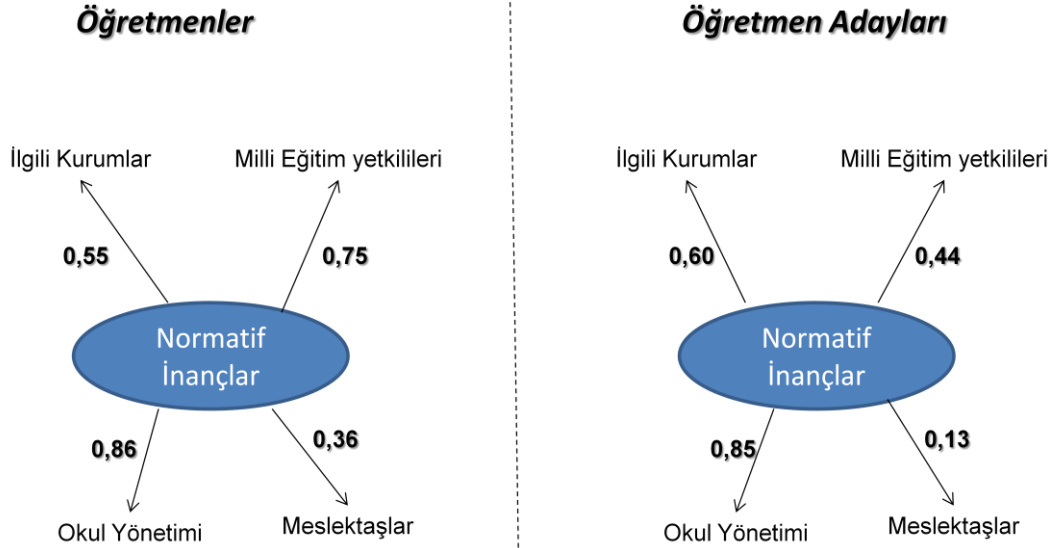 Öğretmenler
Öğretmen Adayları
İlgili Kurumlar
Milli Eğitim yetkilileri
0,55
0,75
Normatif
İnançlar
0,86
0,36
Okul Yönetimi
Meslektaşlar
İlgili Kurumlar
Milli Eğitim yetkilileri
0,60
0,44
Normatif
İnançlar
0,85
0,13
Okul Yönetimi
Meslektaşlar